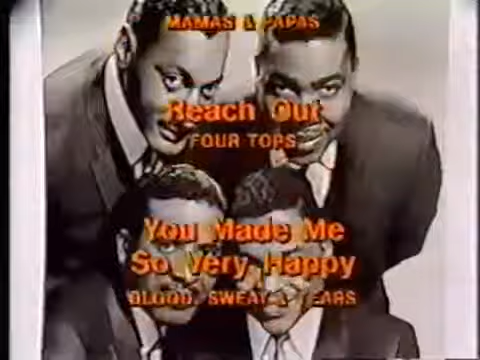 MAMAS & PAPAS
Reach Out
FOUR TOPS
You Made Me
So Very Happy
BLOOD, SWEAT & TEARS